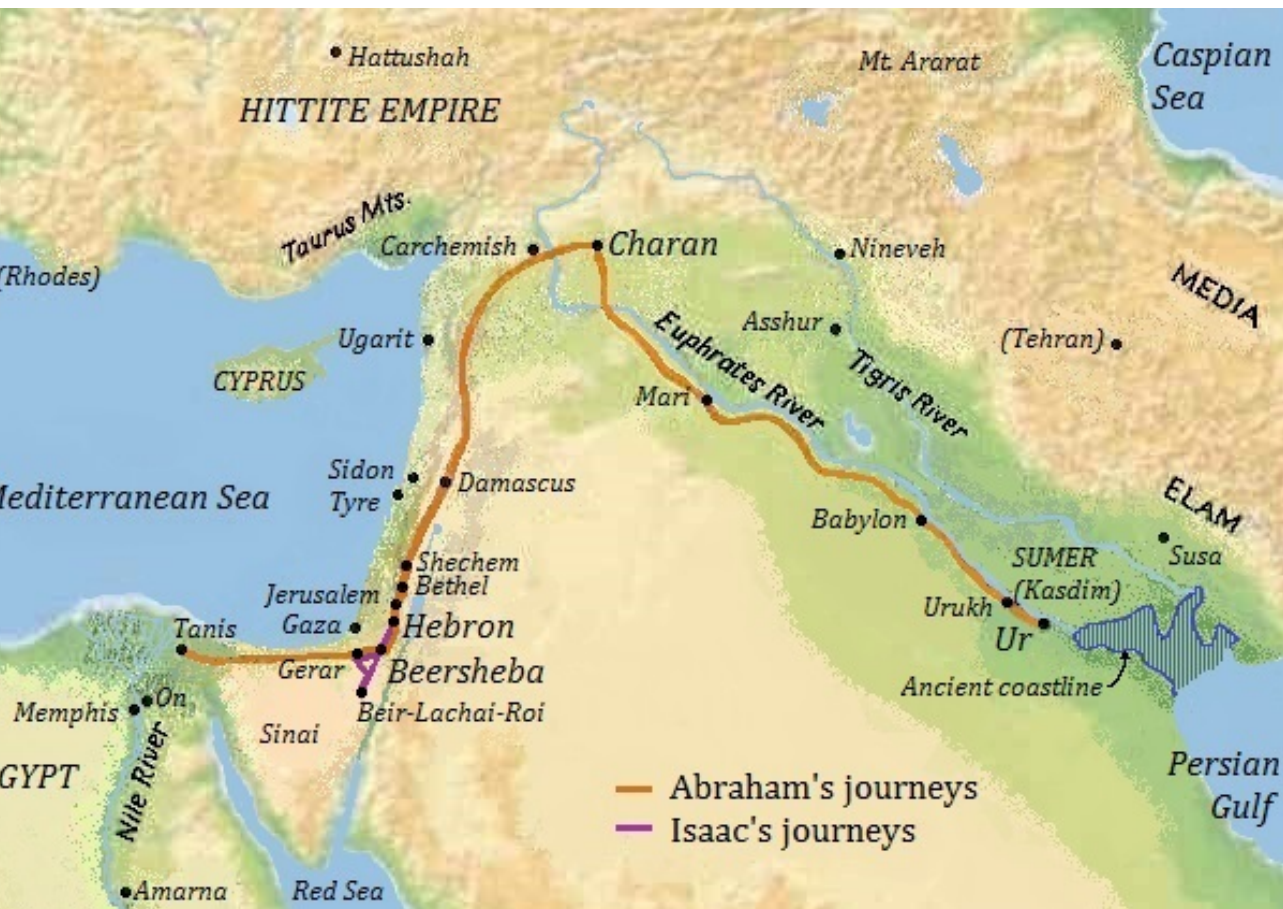 Hattushah
Mt. Ararat
Caspian
Sea
HITTITE EMPIRE
Taurus Mts.
Carchemish
Charan
Nineveh
(Rhodes)
MEDIA
Ugarit
Asshur
(Tehran)
Euphrates River
Tigris River
CYPRUS
Mari
Sidon
Tyre
Damascus
Mediterranean Sea
ELAM
Babylon
Susa
SUMER
(Kasdim)
Shechem
Bethel
Jerusalem
Gaza
Hebron
Urukh
Ur
Tanis
Gerar
Beersheba
Ancient coastline
On
Memphis
Beir-Lachai-Roi
Sinai
GYPT
Nile River
Persian
Gulf
Abraham's journeys
Isaac's journeys
Amarna
Red Sea